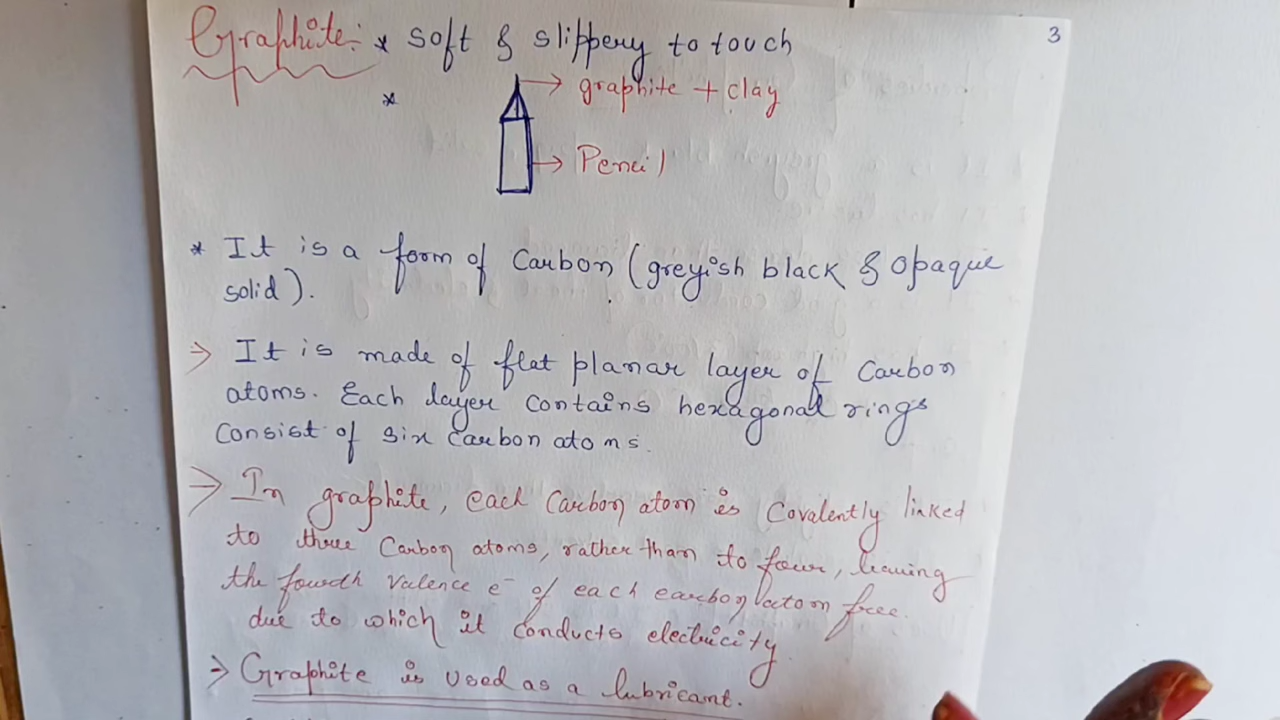 3
Graphite: * soft & slippery to touch
* graphite + clay
Pencil
* It is a form of Carbon (greyish black & opaque
solid).
⇒ It is made of flat planar layer of Carbon
atoms. Each layer contains hexagonal rings
consist of six carbon atoms.
⇒ In graphite, each Carbon atom is Covalently linked
to three Carbon atoms, rather than to four, leaving
the fourth valence e⁻ of each carbon atom free.
due to which it conducts electricity
⇒ Graphite is used as a lubricant.